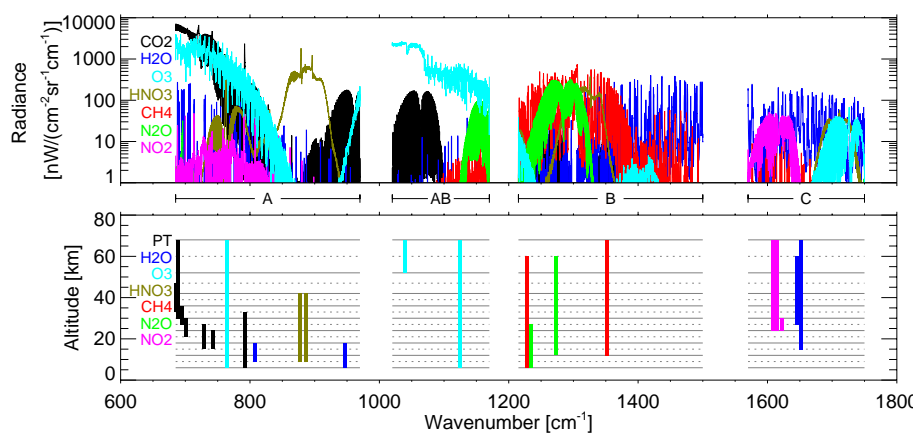 Radiance
[nW/(cm⁻²sr⁻¹cm⁻¹)]
10000
1000
100
10
1
CO2
H2O
O3
HNO3
CH4
N2O
NO2
A
AB
B
C
Altitude [km]
80
60
40
20
0
PT
H2O
O3
HNO3
CH4
N2O
NO2
600 800 1000 1200 1400 1600 1800
Wavenumber [cm⁻¹]